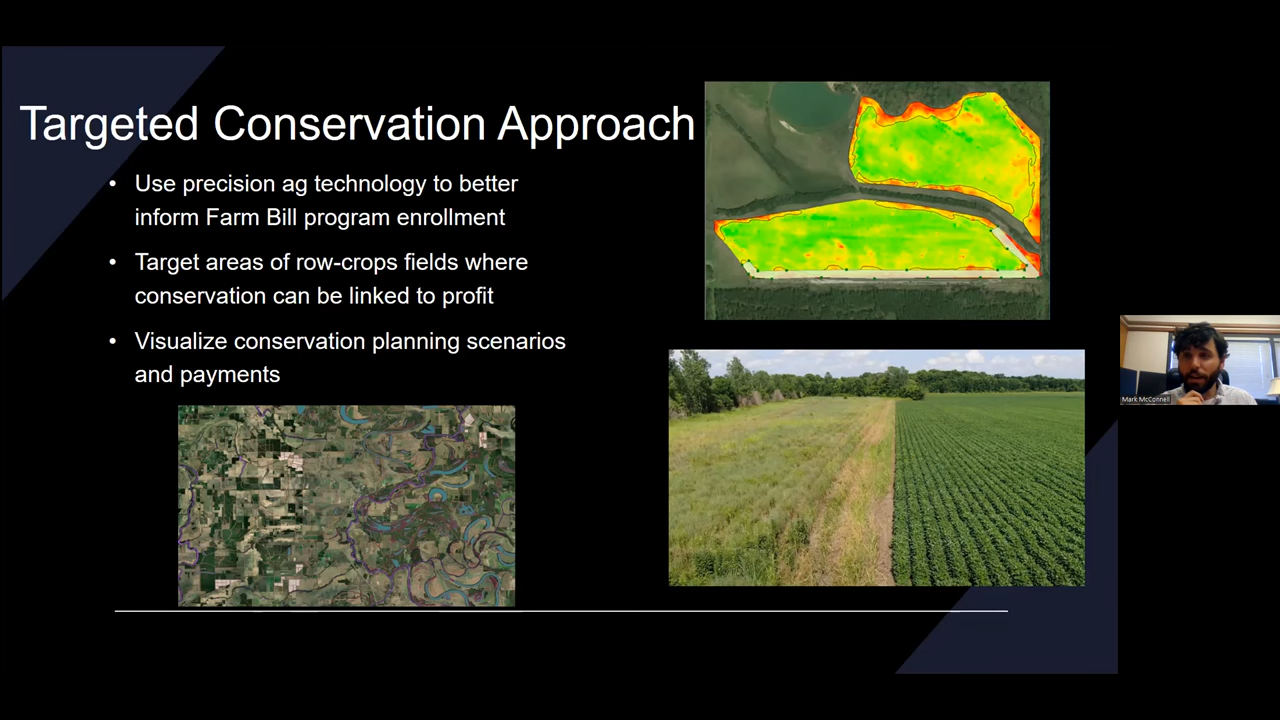 Targeted Conservation Approach
• Use precision ag technology to better
inform Farm Bill program enrollment
• Target areas of row-crops fields where
conservation can be linked to profit
• Visualize conservation planning scenarios
and payments
Mark McConnell